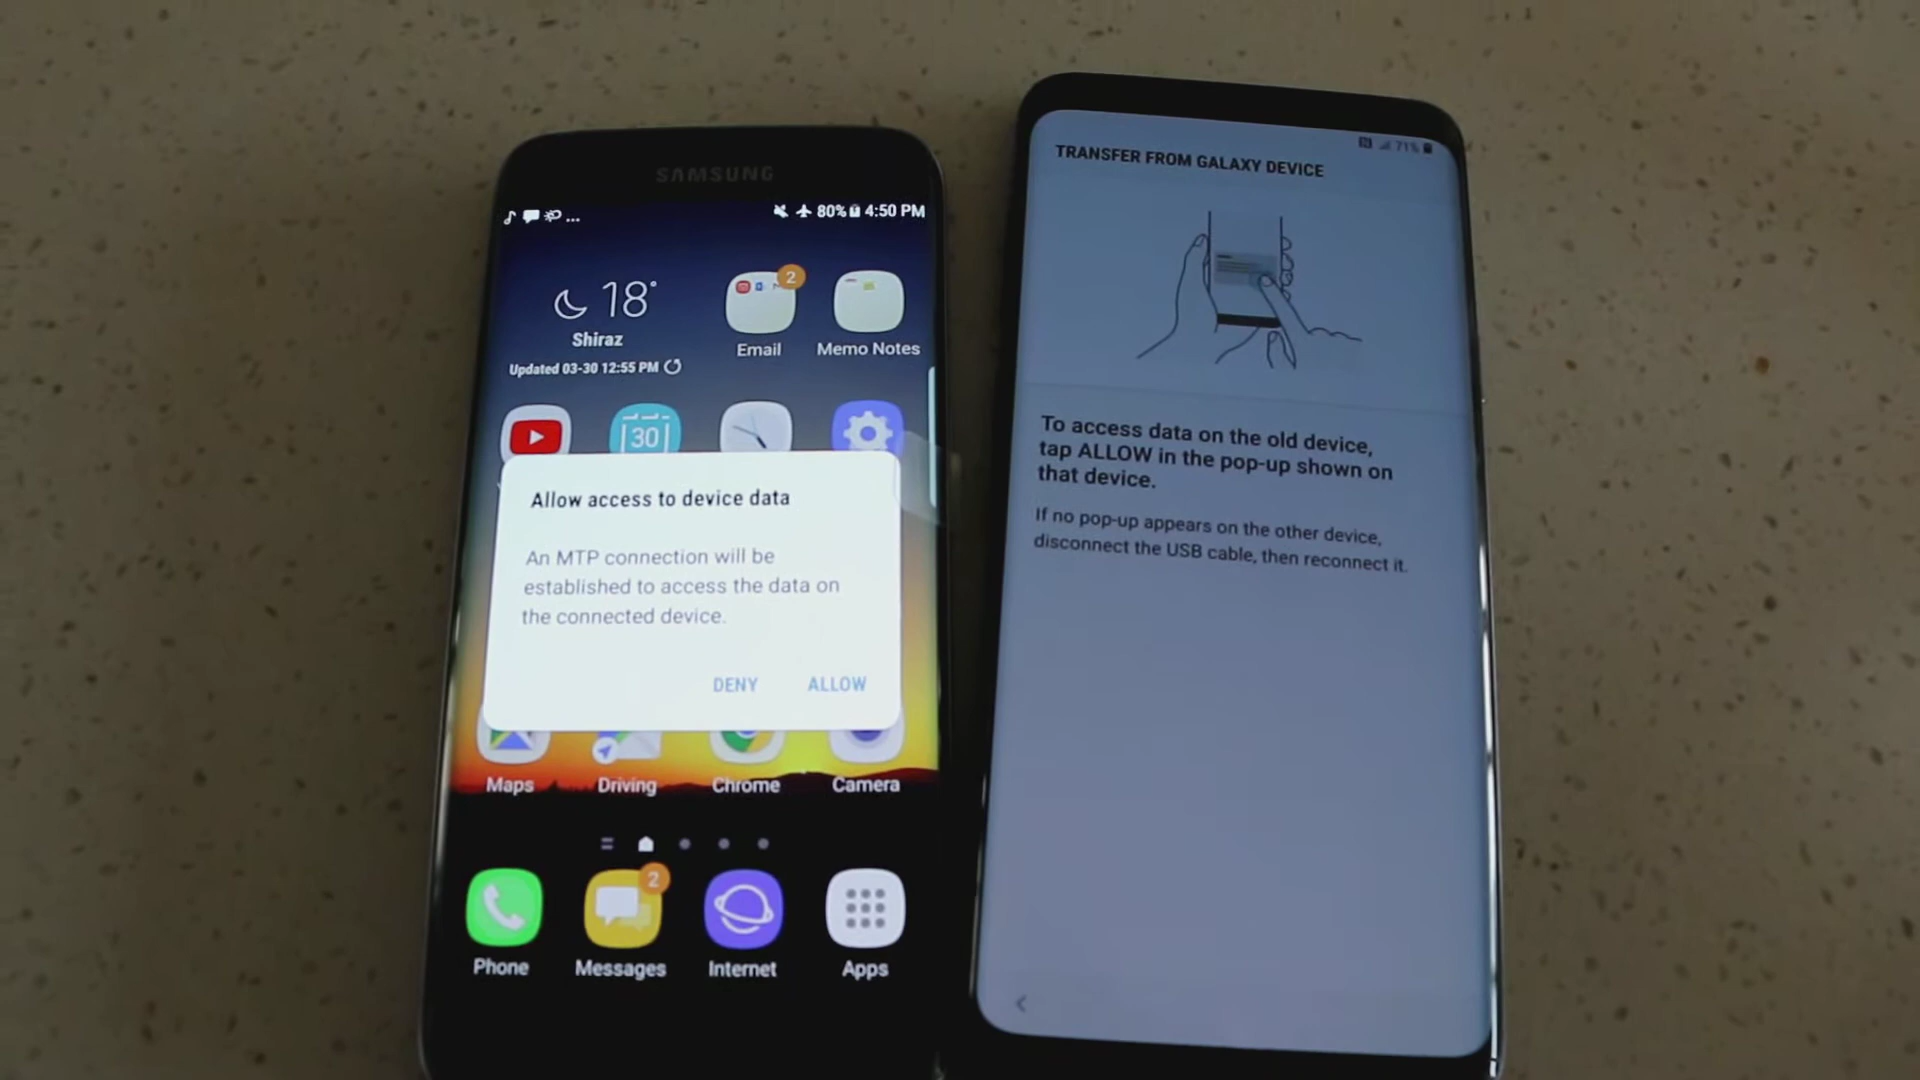 SAMSUNG
80% 4:50 PM
18°
Shiraz
Updated 03-30 12:55 PM
2
Email
Memo Notes
30
Allow access to device data
An MTP connection will be
established to access the data on
the connected device.
DENY
ALLOW
Maps
Driving
Chrome
Camera
2
Phone
Messages
Internet
Apps
71%
TRANSFER FROM GALAXY DEVICE
To access data on the old device,
tap ALLOW in the pop-up shown on
that device.
If no pop-up appears on the other device,
disconnect the USB cable, then reconnect it.